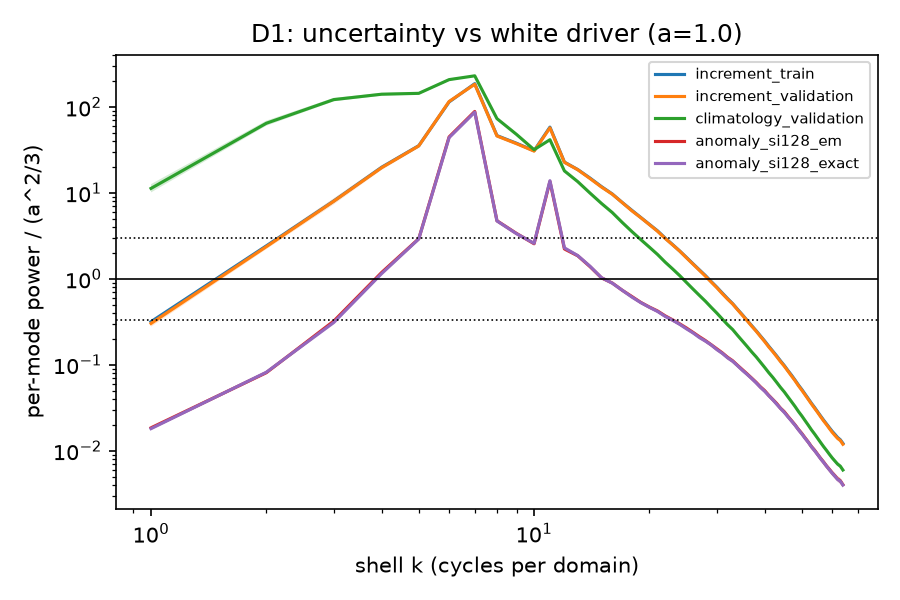 D1: uncertainty vs white driver (a=1.0)
increment_train
increment_validation
climatology_validation
anomaly_si128_em
anomaly_si128_exact
per-mode power / (a^2/3)
10^2
10^1
10^0
10^-1
10^-2
10^0
10^1
shell k (cycles per domain)